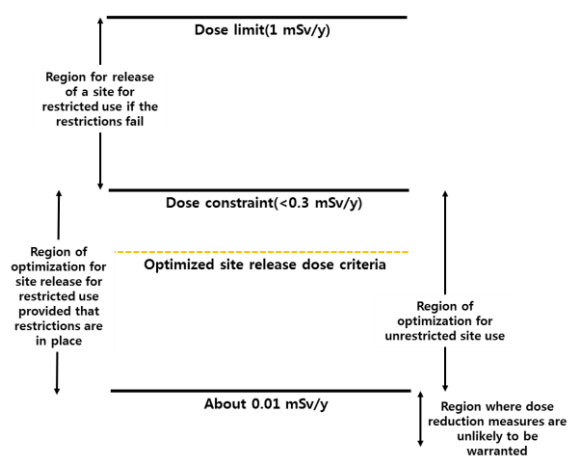 Dose limit(1 mSv/y)
Region for release
of a site for
restricted use if the
restrictions fail
Dose constraint(<0.3 mSv/y)
Region of
optimization for
site release for
restricted use
provided that
restrictions are
in place
Optimized site release dose criteria
Region of
optimization for
unrestricted site use
About 0.01 mSv/y
Region where dose
reduction measures are
unlikely to be
warranted